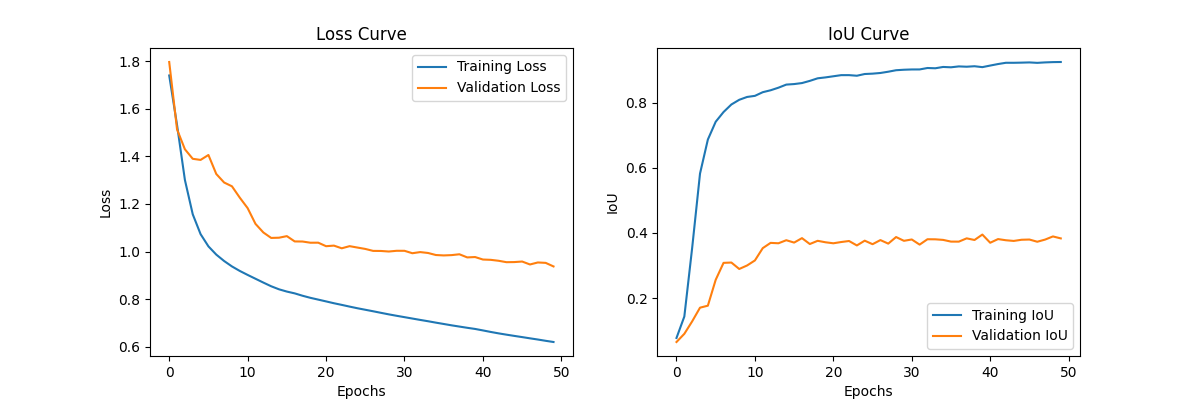 Loss Curve
Training Loss
Validation Loss
1.8
1.6
1.4
1.2
1.0
0.8
0.6
Loss
0
10
20
30
40
50
Epochs
IoU Curve
Training IoU
Validation IoU
0.8
0.6
0.4
0.2
IoU
0
10
20
30
40
50
Epochs